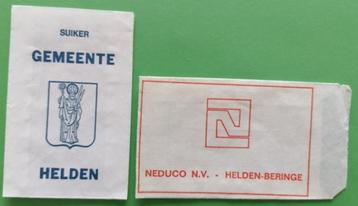 SUIKER
GEMEENTE
HELDEN
NEDUCO N.V. - HELDEN-BERINGE